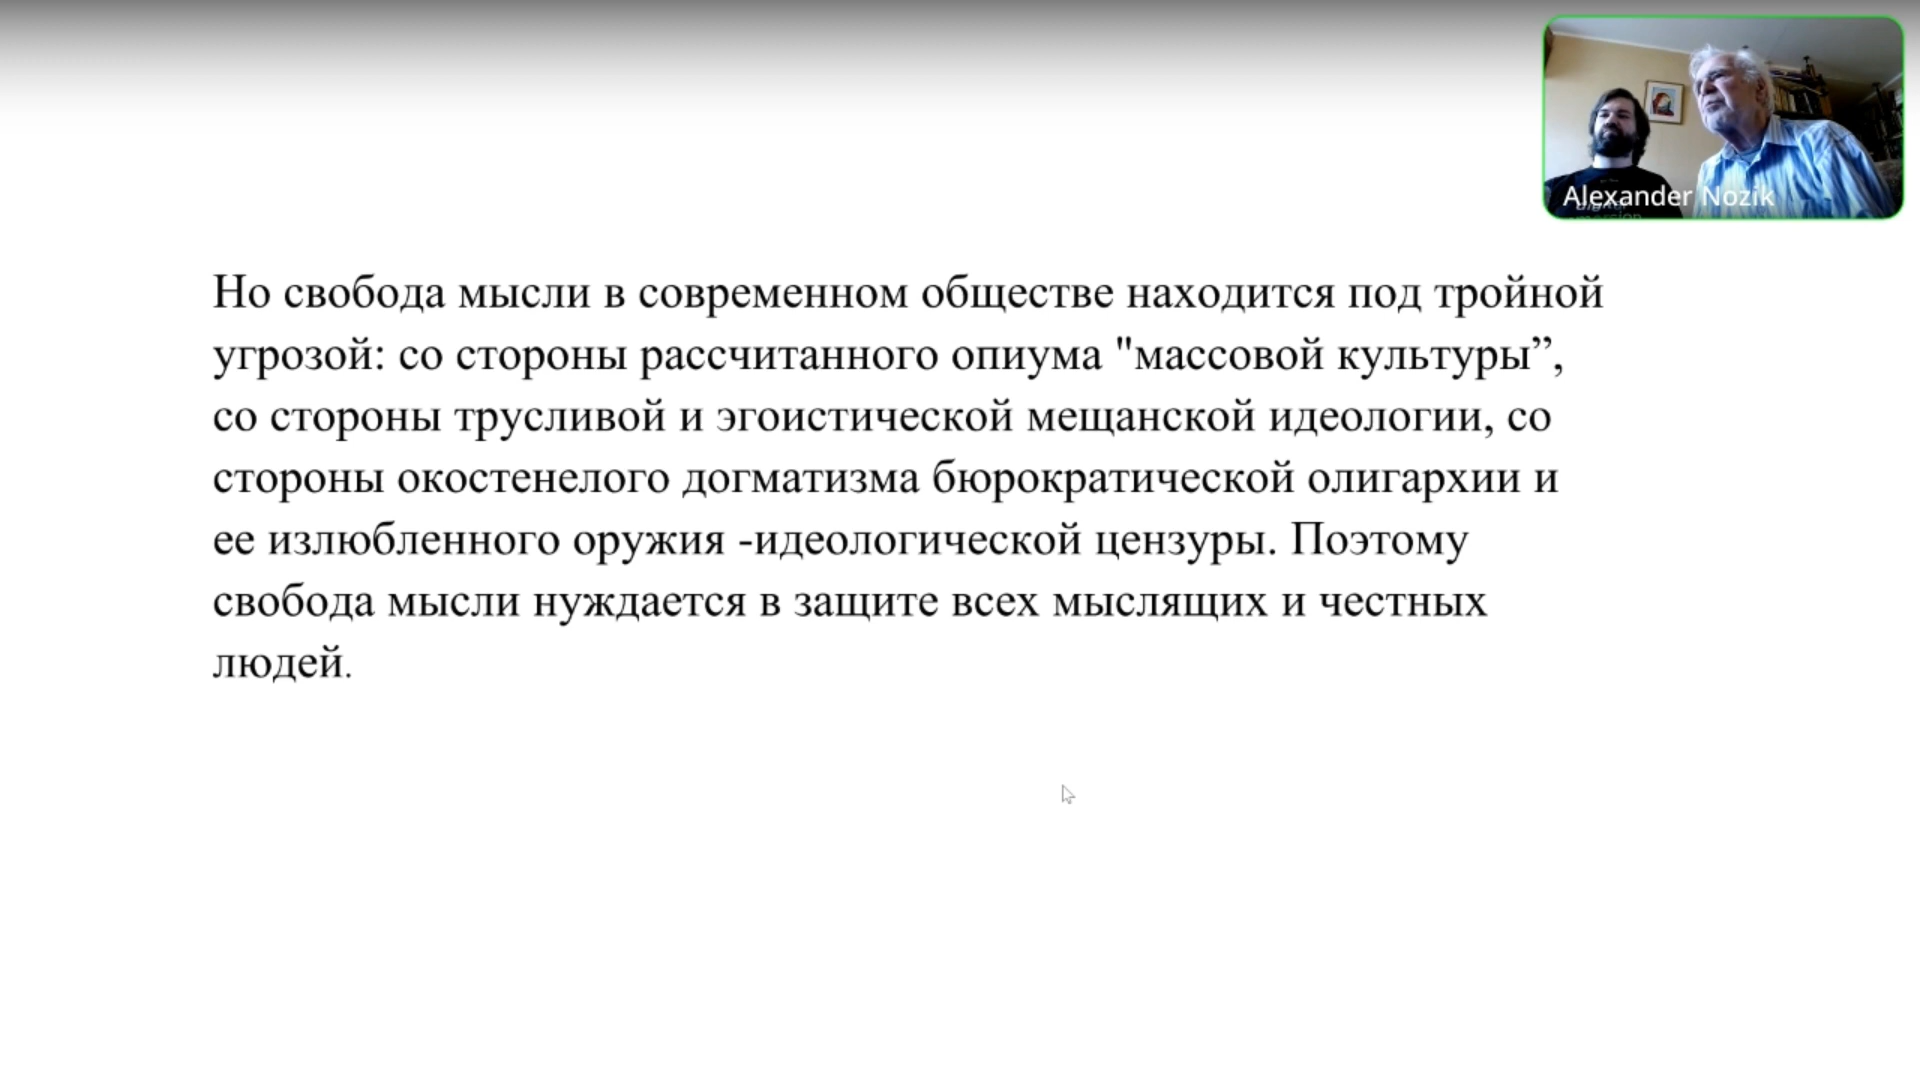 Alexander Nozik
Но свобода мысли в современном обществе находится под тройной
угрозой: со стороны рассчитанного опиума "массовой культуры”,
со стороны трусливой и эгоистической мещанской идеологии, со
стороны окостенелого догматизма бюрократической олигархии и
ее излюбленного оружия -идеологической цензуры. Поэтому
свобода мысли нуждается в защите всех мыслящих и честных
людей.